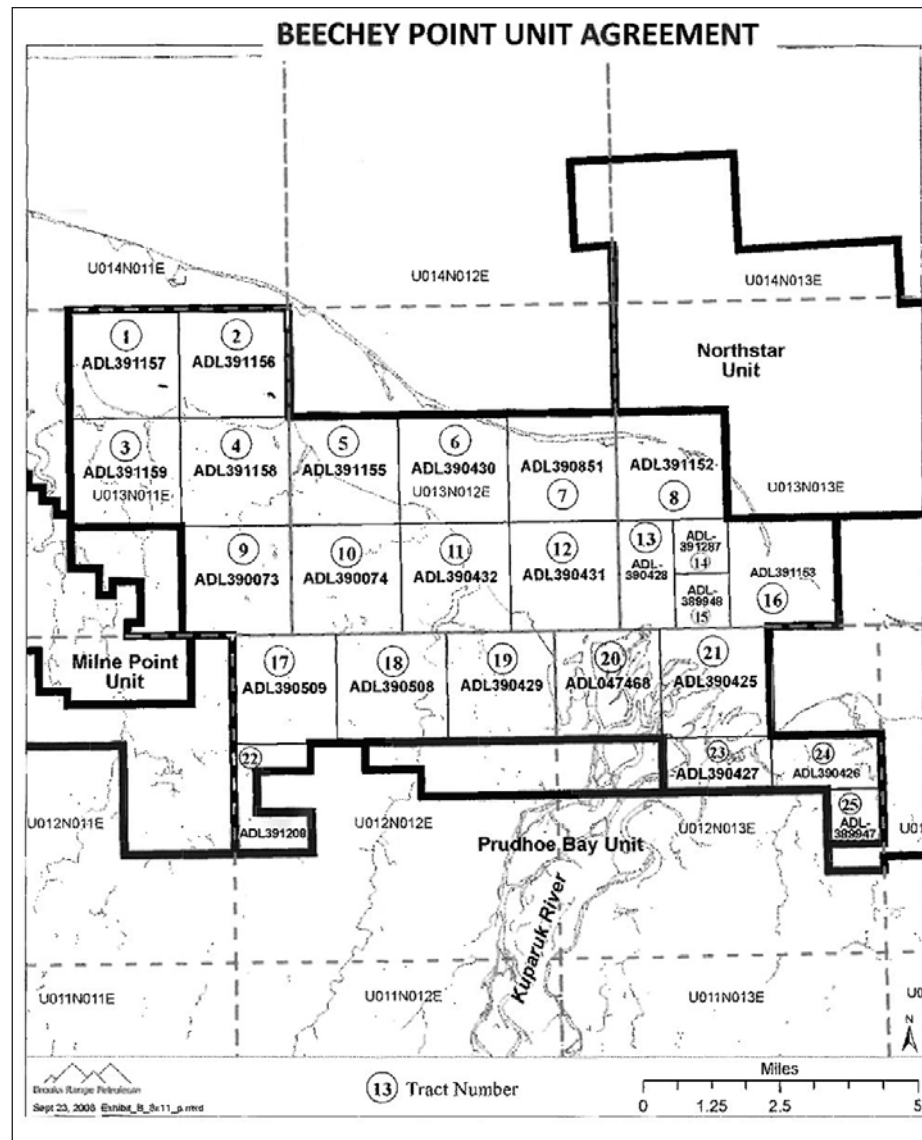 BEECHEY POINT UNIT AGREEMENT
U014N011E
U014N012E
U014N013E
1
ADL391157
2
ADL391156
Northstar
Unit
3
ADL391159
U013N011E
4
ADL391158
5
ADL391155
6
ADL390430
U013N012E
ADL390851
7
ADL391152
8
U013N013E
9
ADL390073
10
ADL390074
11
ADL390432
12
ADL390431
13
ADL-
390428
ADL-
391287
14
ADL-
389948
15
ADL391153
16
Milne Point
Unit
17
ADL390509
18
ADL390508
19
ADL390429
20
ADL047468
21
ADL390425
22
ADL391208
23
ADL390427
24
ADL390426
25
ADL-
389947
U012N011E
U012N012E
U012N013E
U01
Prudhoe Bay Unit
Kuparuk River
U011N011E
U011N012E
U011N013E
U0
N
Brooks Range Petroleum
Sept 23, 2008 Exhibit_B_8x11_p.mxd
13 Tract Number
Miles
0 1.25 2.5 5